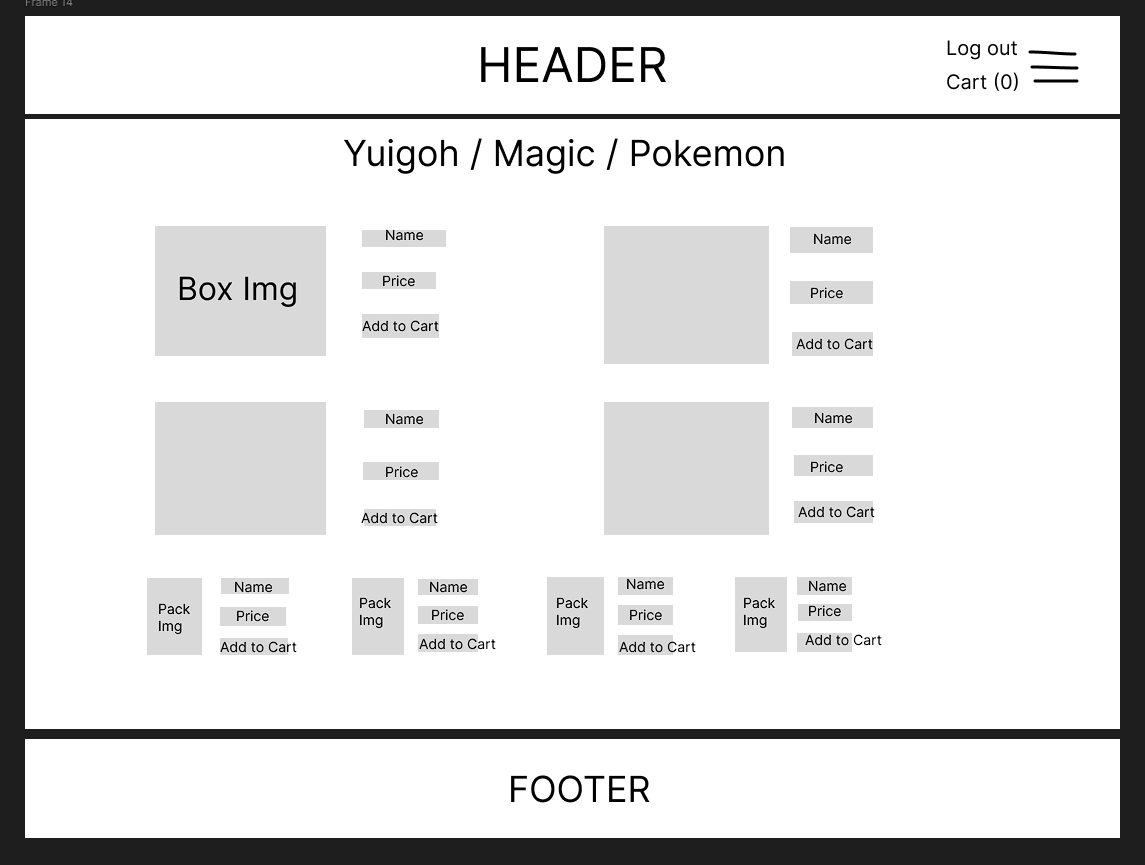 Frame 14
HEADER
Log out
Cart (0)
Yuigoh / Magic / Pokemon
Box Img
Name
Price
Add to Cart
Name
Price
Add to Cart
Name
Price
Add to Cart
Name
Price
Add to Cart
Pack
Img
Name
Price
Add to Cart
Pack
Img
Name
Price
Add to Cart
Pack
Img
Name
Price
Add to Cart
Pack
Img
Name
Price
Add to Cart
FOOTER